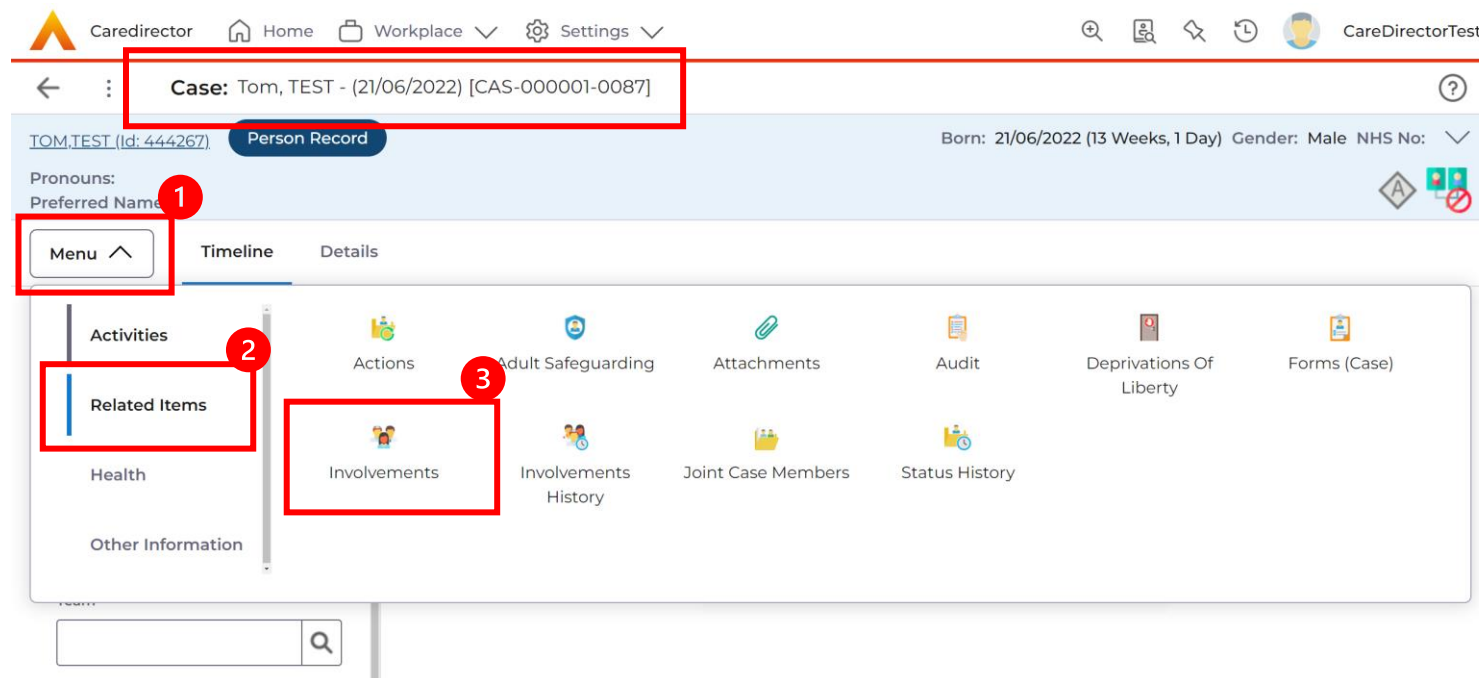 Caredirector Home Workplace Settings CareDirectorTest
Case: Tom, TEST - (21/06/2022) [CAS-000001-0087]
TOM,TEST (Id: 444267) Person Record Born: 21/06/2022 (13 Weeks, 1 Day) Gender: Male NHS No:
Pronouns:
Preferred Name
1
Menu Timeline Details
Activities
2
Related Items
Health
Other Information
Actions
Adult Safeguarding
Attachments
Audit
Deprivations Of
Liberty
Forms (Case)
3
Involvements
Involvements
History
Joint Case Members
Status History
Team